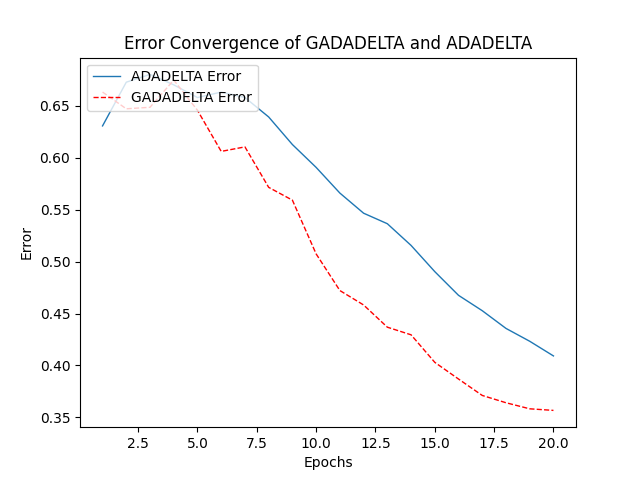 Error Convergence of GADADELTA and ADADELTA
ADADELTA Error
GADADELTA Error
0.65
0.60
0.55
0.50
0.45
0.40
0.35
Error
2.5 5.0 7.5 10.0 12.5 15.0 17.5 20.0
Epochs